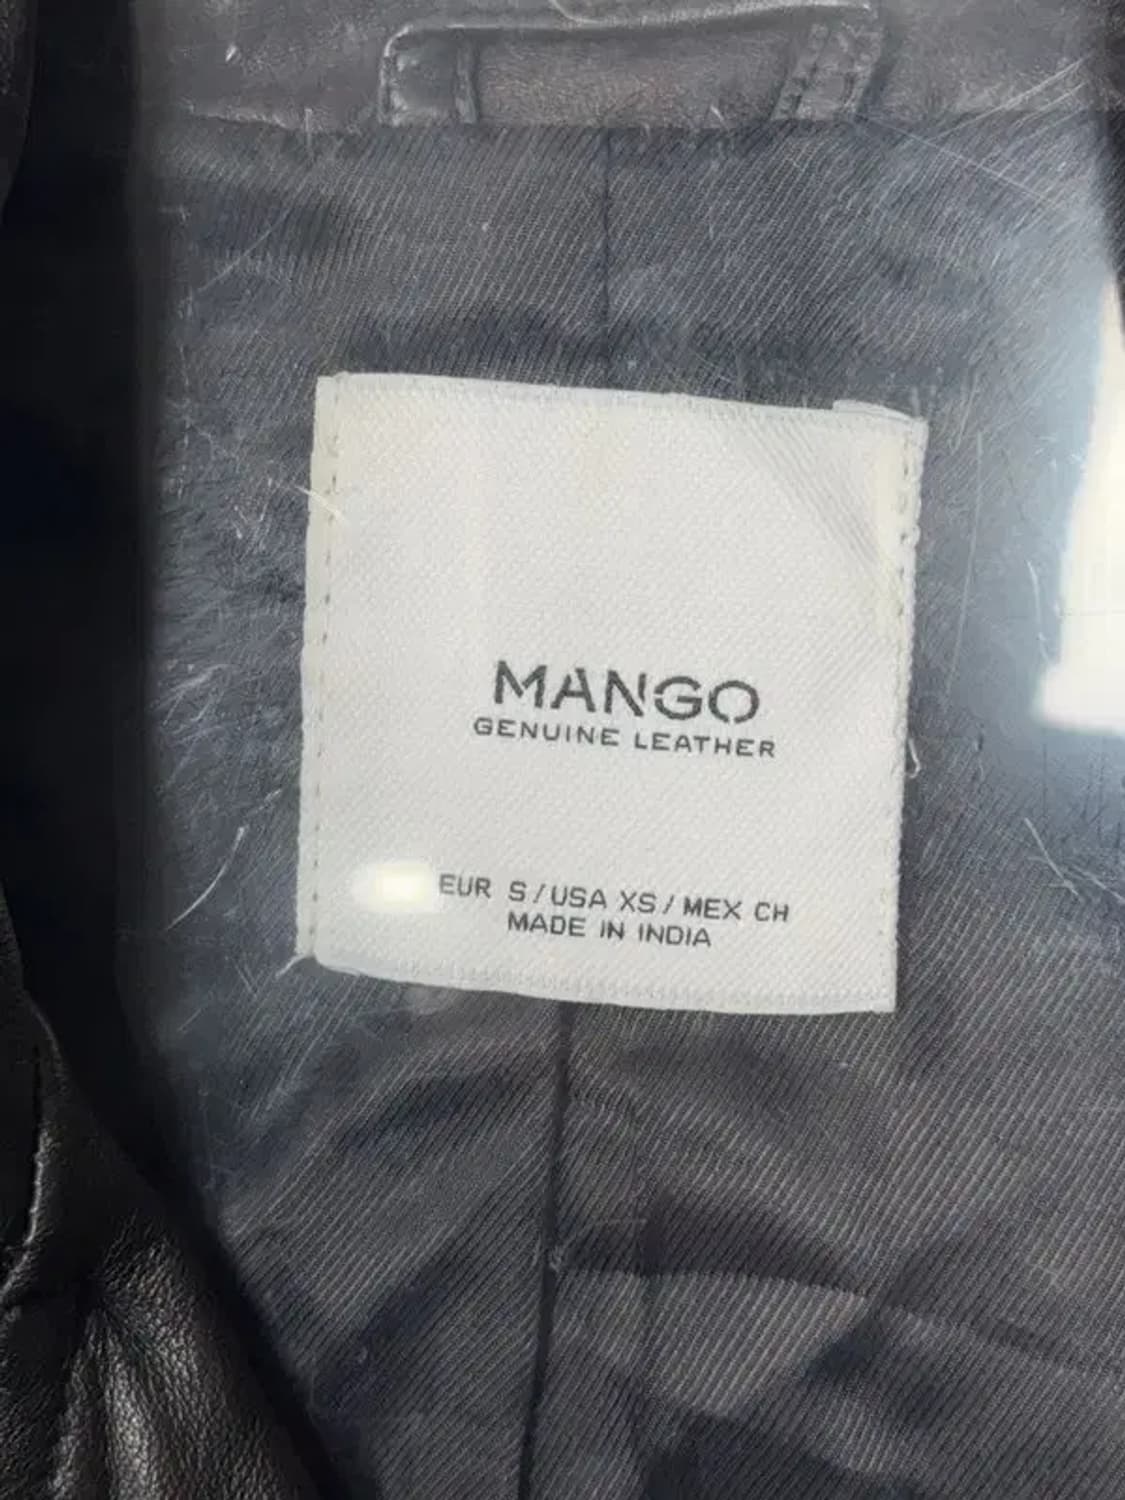 MANGO
GENUINE LEATHER
EUR S / USA XS / MEX CH
MADE IN INDIA